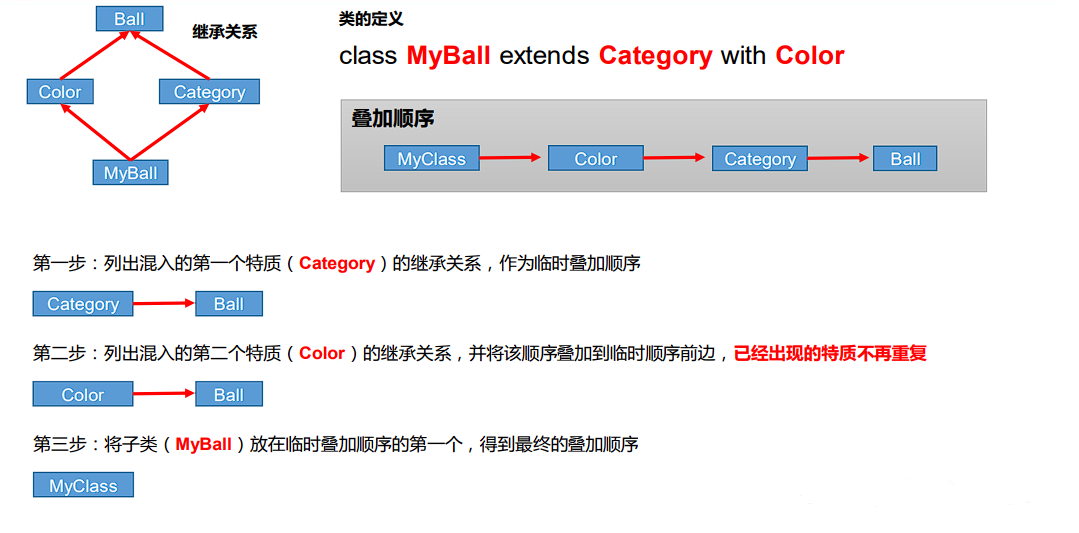 Ball
继承关系
Color
Category
MyBall
类的定义
class MyBall extends Category with Color
叠加顺序
MyClass
Color
Category
Ball
第一步：列出混入的第一个特质（Category）的继承关系，作为临时叠加顺序
Category
Ball
第二步：列出混入的第二个特质（Color）的继承关系，并将该顺序叠加到临时顺序前边，已经出现的特质不再重复
Color
Ball
第三步：将子类（MyBall）放在临时叠加顺序的第一个，得到最终的叠加顺序
MyClass